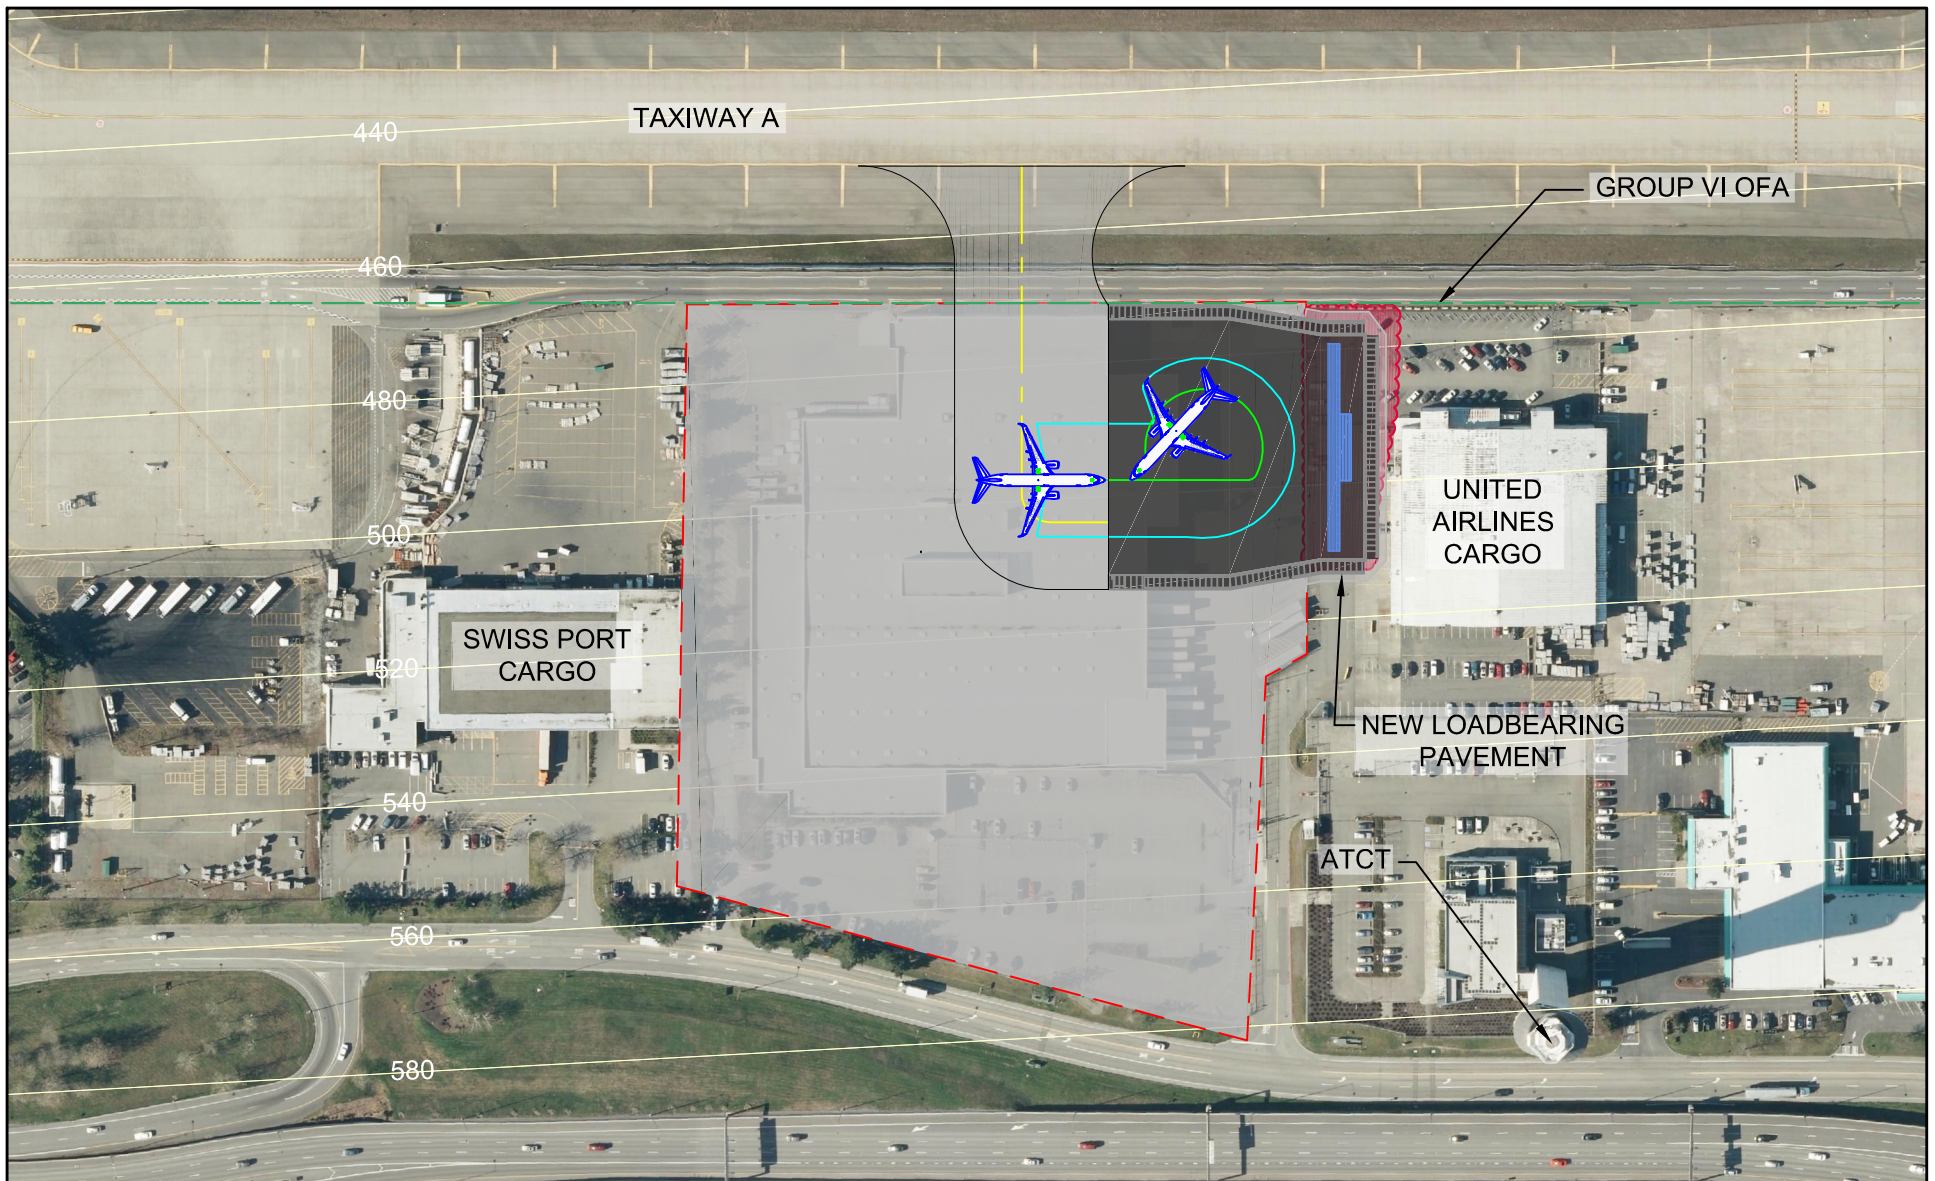 TAXIWAY A
440
GROUP VI OFA
460
480
UNITED
AIRLINES
CARGO
500
SWISS PORT
CARGO
520
NEW LOADBEARING
PAVEMENT
540
ATCT
560
580